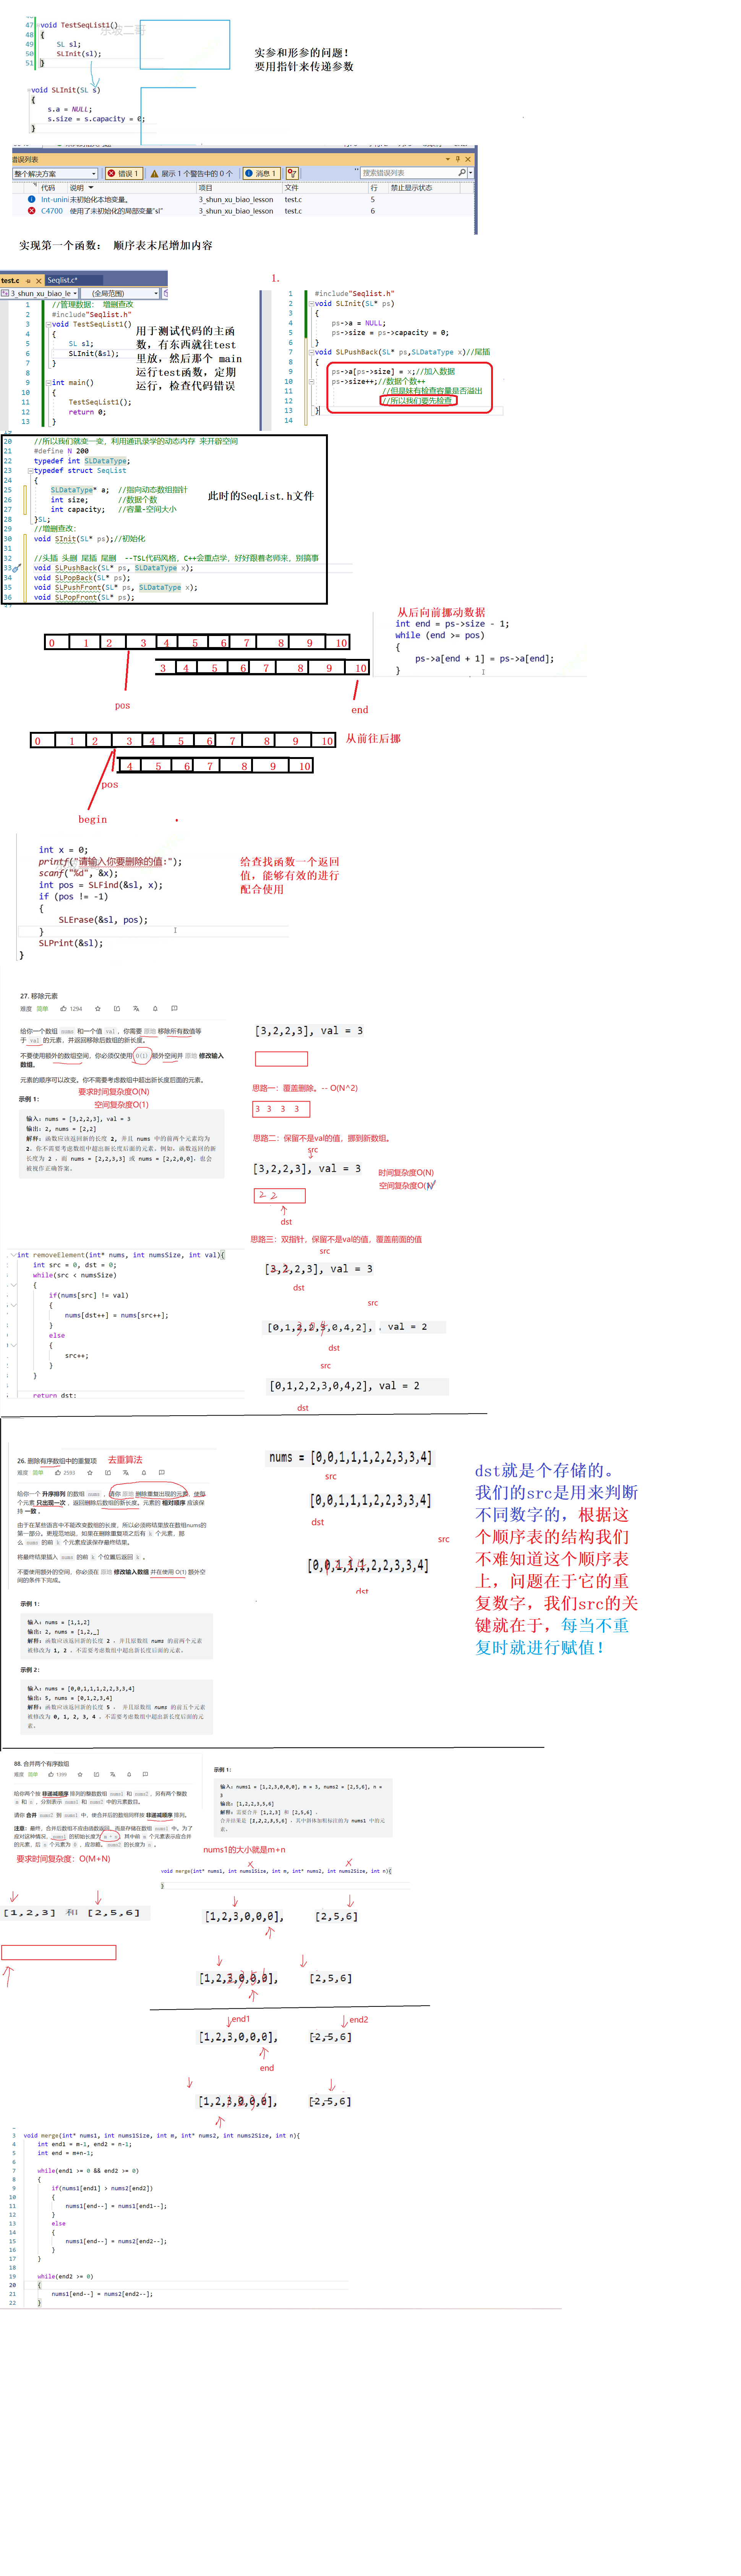 47 void TestSeqList1()
48 {
49 SL sl;
50 SLInit(sl);
51 }
东坡二哥
实参和形参的问题！
要用指针来传递参数
void SLInit(SL s)
{
s.a = NULL;
s.size = s.capacity = 0;
}
错误列表
整个解决方案
错误 1
展示 1 个警告中的 0 个
消息 1
搜索错误列表
代码 说明 项目 文件 行 禁止显示状态
Int-unini 未初始化本地变量。 3_shun_xu_biao_lesson test.c 5
C4700 使用了未初始化的局部变量"sl" 3_shun_xu_biao_lesson test.c 6
实现第一个函数： 顺序表末尾增加内容
test.c Seqlist.c*
3_shun_xu_biao_le (全局范围)
1 //管理数据： 增删查改
2 #include"Seqlist.h"
3 void TestSeqList1()
4 {
5 SL sl;
6 SLInit(&sl);
7 }
8
9 int main()
10 {
11 TestSeqList1();
12 return 0;
13 }
用于测试代码的主函
数，有东西就往test
里放，然后那个 main
运行test函数，定期
运行，检查代码错误
1.
1 #include"Seqlist.h"
2 void SLInit(SL* ps)
3 {
4 ps->a = NULL;
5 ps->size = ps->capacity = 0;
6 }
7 void SLPushBack(SL* ps,SLDataType x)//尾插
8 {
9 ps->a[ps->size] = x;//加入数据
10 ps->size++;//数据个数++
11 //但是妹有检查容量是否溢出
12 //所以我们要先检查
13 }
14
20 //所以我们就变一变，利用通讯录学的动态内存 来开辟空间
21 #define N 200
22 typedef int SLDataType;
23 typedef struct SeqList
24 {
25 SLDataType* a; //指向动态数组指针
26 int size; //数据个数
27 int capacity; //容量-空间大小
28 }SL;
29 //增删查改：
30 void SInit(SL* ps);//初始化
31
32 //头插 头删 尾插 尾删 --TSL代码风格，C++会重点学，好好跟着老师来，别搞事
33 void SLPushBack(SL* ps, SLDataType x);
34 void SLPopBack(SL* ps);
35 void SLPushFront(SL* ps, SLDataType x);
36 void SLPopFront(SL* ps);
此时的SeqList.h文件
从后向前挪动数据
int end = ps->size - 1;
while (end >= pos)
{
ps->a[end + 1] = ps->a[end];
}
0 1 2 3 4 5 6 7 8 9 10
3 4 5 6 7 8 9 10
pos
end
0 1 2 3 4 5 6 7 8 9 10
从前往后挪
4 5 6 7 8 9 10
pos
begin
int x = 0;
printf("请输入你要删除的值:");
scanf("%d", &x);
int pos = SLFind(&sl, x);
if (pos != -1)
{
SLErase(&sl, pos);
}
SLPrint(&sl);
}
给查找函数一个返回
值，能够有效的进行
配合使用
27. 移除元素
难度 简单 1294
给你一个数组 nums 和一个值 val，你需要 原地 移除所有数值等
于 val 的元素，并返回移除后数组的新长度。
不要使用额外的数组空间，你必须仅使用 O(1) 额外空间并 原地 修改输入
数组。
元素的顺序可以改变。你不需要考虑数组中超出新长度后面的元素。
要求时间复杂度O(N)
空间复杂度O(1)
示例 1：
输入：nums = [3,2,2,3], val = 3
输出：2, nums = [2,2]
解释：函数应该返回新的长度 2, 并且 nums 中的前两个元素均为
2。你不需要考虑数组中超出新长度后面的元素。例如，函数返回的新
长度为 2 ，而 nums = [2,2,3,3] 或 nums = [2,2,0,0]，也会
被视作正确答案。
[3,2,2,3], val = 3
思路一：覆盖删除。-- O(N^2)
3 3 3 3
思路二：保留不是val的值，挪到新数组。
src
[3,2,2,3], val = 3
时间复杂度O(N)
空间复杂度O(N)
2 2
dst
思路三：双指针，保留不是val的值，覆盖前面的值
src
[3,2,2,3], val = 3
dst
src
[0,1,2,2,3,0,4,2], val = 2
dst
src
[0,1,2,2,3,0,4,2], val = 2
dst
int removeElement(int* nums, int numsSize, int val){
int src = 0, dst = 0;
while(src < numsSize)
{
if(nums[src] != val)
{
nums[dst++] = nums[src++];
}
else
{
src++;
}
}
return dst;
26. 删除有序数组中的重复项
去重算法
难度 简单 2593
给你一个 升序排列 的数组 nums ，请你 原地 删除重复出现的元素，使每
个元素 只出现一次 ，返回删除后数组的新长度。元素的 相对顺序 应该保
持 一致 。
由于在某些语言中不能改变数组的长度，所以必须将结果放在数组nums的
第一部分。更规范地说，如果在删除重复项之后有 k 个元素，那
么 nums 的前 k 个元素应该保存最终结果。
将最终结果插入 nums 的前 k 个位置后返回 k 。
不要使用额外的空间，你必须在 原地 修改输入数组 并在使用 O(1) 额外空
间的条件下完成。
示例 1：
输入：nums = [1,1,2]
输出：2, nums = [1,2,_]
解释：函数应该返回新的长度 2 ，并且原数组 nums 的前两个元素
被修改为 1, 2 。不需要考虑数组中超出新长度后面的元素。
示例 2：
输入：nums = [0,0,1,1,1,2,2,3,3,4]
输出：5, nums = [0,1,2,3,4]
解释：函数应该返回新的长度 5 ， 并且原数组 nums 的前五个元素
被修改为 0, 1, 2, 3, 4 。不需要考虑数组中超出新长度后面的元
素。
nums = [0,0,1,1,1,2,2,3,3,4]
src
[0,0,1,1,1,2,2,3,3,4]
dst
src
[0,0,1,1,1,2,2,3,3,4]
dst
dst就是个存储的。
我们的src是用来判断
不同数字的，根据这
个顺序表的结构我们
不难知道这个顺序表
上，问题在于它的重
复数字，我们src的关
键就在于，每当不重
复时就进行赋值！
88. 合并两个有序数组
难度 简单 1399
给你两个按 非递减顺序 排列的整数数组 nums1 和 nums2，另有两个整数
m 和 n ，分别表示 nums1 和 nums2 中的元素数目。
请你 合并 nums2 到 nums1 中，使合并后的数组同样按 非递减顺序 排列。
注意：最终，合并后数组不应由函数返回，而是存储在数组 nums1 中。为了
应对这种情况，nums1 的初始长度为 m + n，其中前 m 个元素表示应合并
的元素，后 n 个元素为 0 ，应忽略。nums2 的长度为 n 。
要求时间复杂度：O(M+N)
示例 1：
输入：nums1 = [1,2,3,0,0,0], m = 3, nums2 = [2,5,6], n =
3
输出：[1,2,2,3,5,6]
解释：需要合并 [1,2,3] 和 [2,5,6] 。
合并结果是 [1,2,2,3,5,6] ，其中斜体加粗标注的为 nums1 中的元
素。
nums1的大小就是m+n
void merge(int* nums1, int nums1Size, int m, int* nums2, int nums2Size, int n){
}
[1,2,3] 和 [2,5,6]
[1,2,3,0,0,0], [2,5,6]
[1,2,3,0,0,0], [2,5,6]
end1 end2
[1,2,3,0,0,0], [2,5,6]
end
[1,2,3,0,0,0], [2,5,6]
3 void merge(int* nums1, int nums1Size, int m, int* nums2, int nums2Size, int n){
4 int end1 = m-1, end2 = n-1;
5 int end = m+n-1;
6
7 while(end1 >= 0 && end2 >= 0)
8 {
9 if(nums1[end1] > nums2[end2])
10 {
11 nums1[end--] = nums1[end1--];
12 }
13 else
14 {
15 nums1[end--] = nums2[end2--];
16 }
17 }
18
19 while(end2 >= 0)
20 {
21 nums1[end--] = nums2[end2--];
22 }